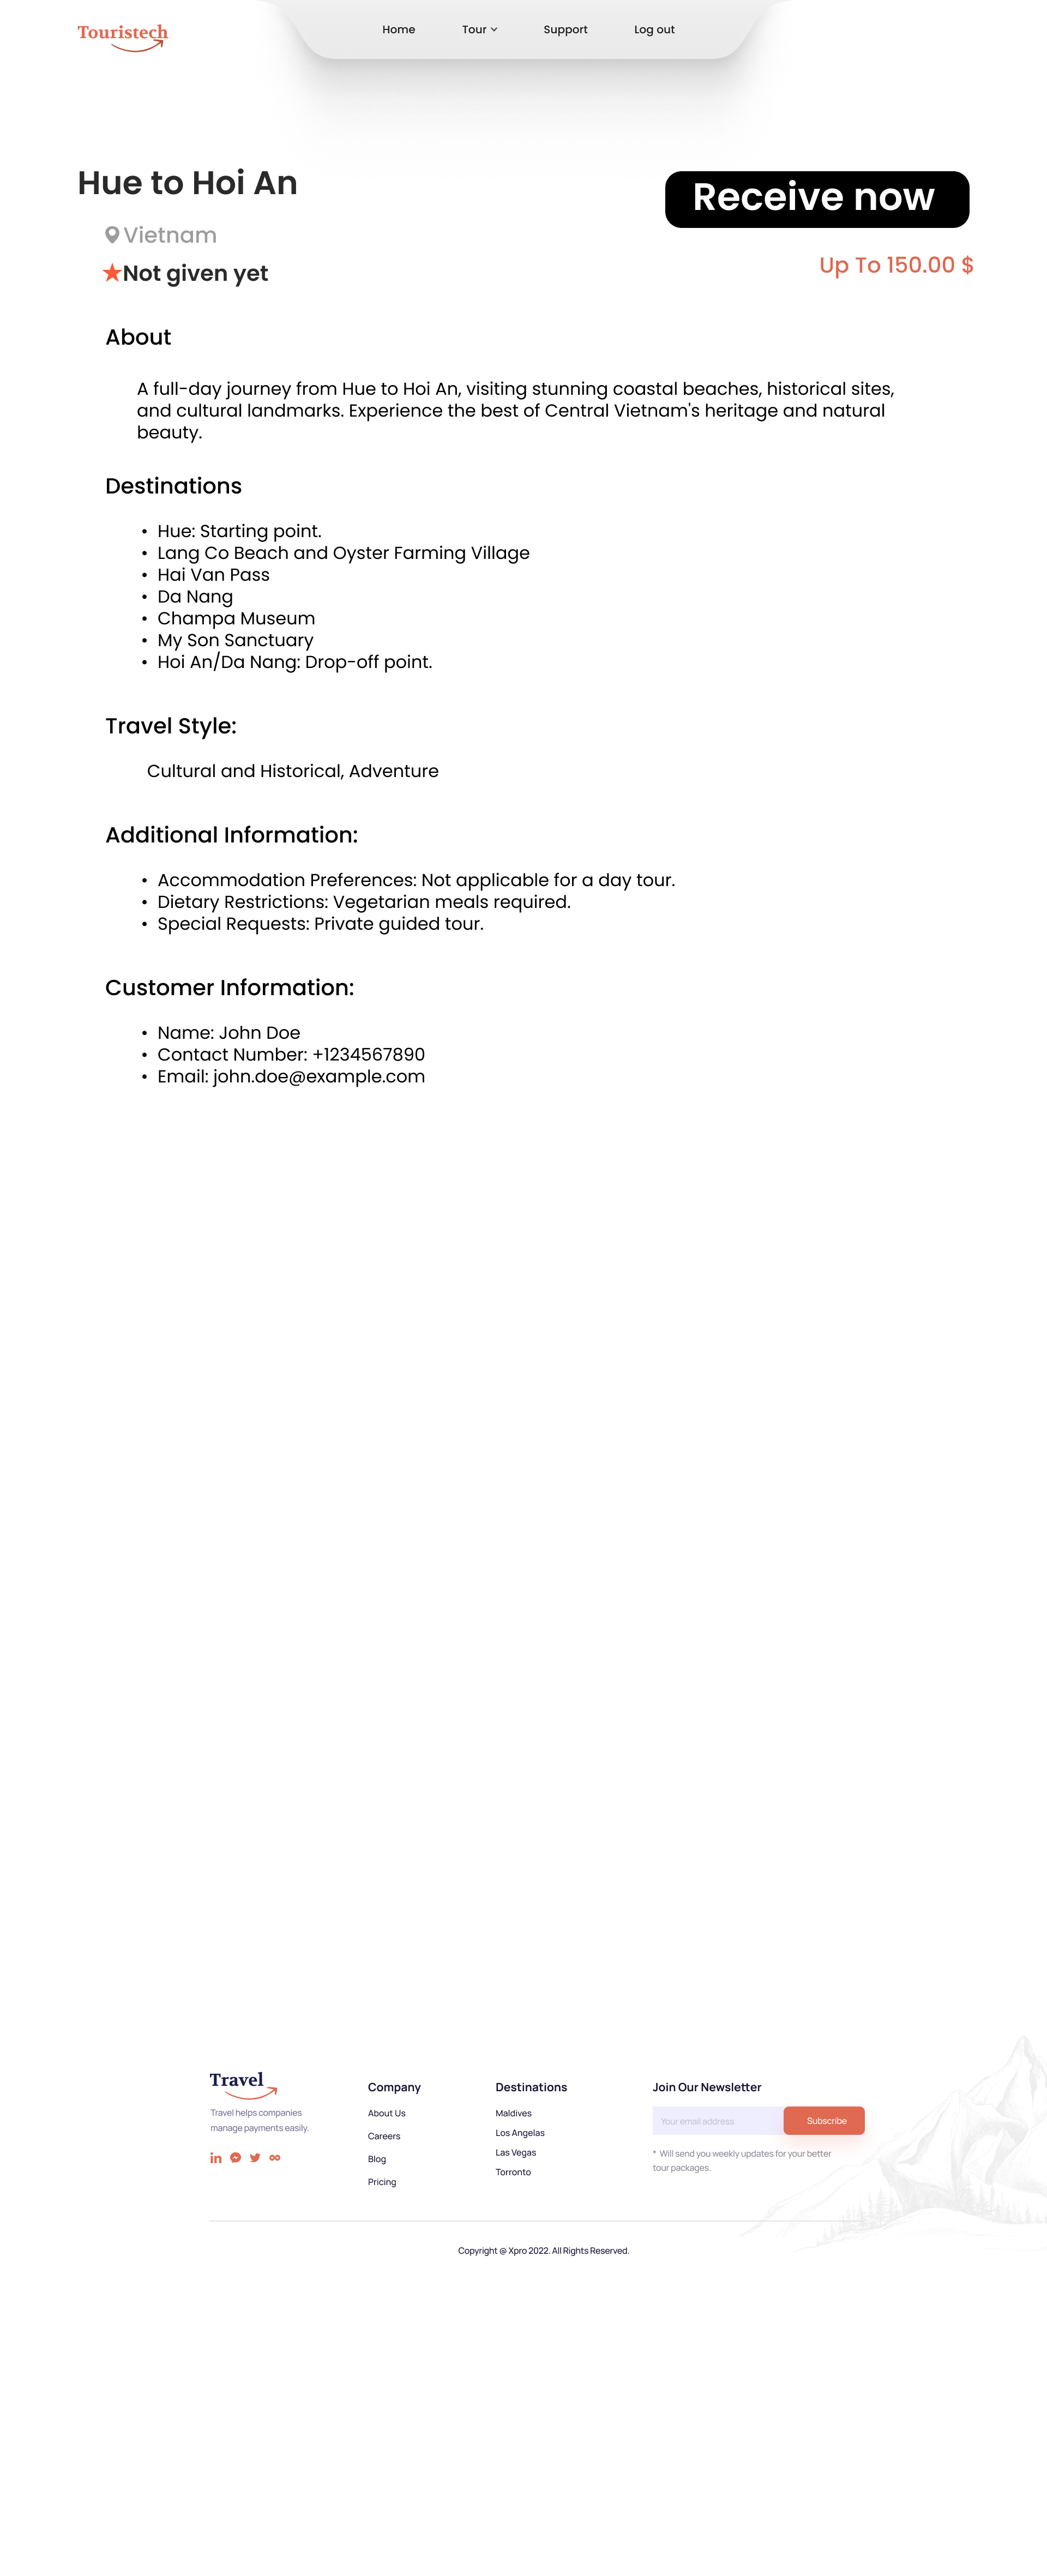 Touristech
Home
Tour
Support
Log out
Hue to Hoi An
Receive now
Vietnam
Not given yet
Up To 150.00 $
About
A full-day journey from Hue to Hoi An, visiting stunning coastal beaches, historical sites,
and cultural landmarks. Experience the best of Central Vietnam's heritage and natural
beauty.
Destinations
• Hue: Starting point.
• Lang Co Beach and Oyster Farming Village
• Hai Van Pass
• Da Nang
• Champa Museum
• My Son Sanctuary
• Hoi An/Da Nang: Drop-off point.
Travel Style:
Cultural and Historical, Adventure
Additional Information:
• Accommodation Preferences: Not applicable for a day tour.
• Dietary Restrictions: Vegetarian meals required.
• Special Requests: Private guided tour.
Customer Information:
• Name: John Doe
• Contact Number: +1234567890
• Email: john.doe@example.com
Travel
Travel helps companies
manage payments easily.
Company
About Us
Careers
Blog
Pricing
Destinations
Maldives
Los Angelas
Las Vegas
Torronto
Join Our Newsletter
Your email address
Subscribe
* Will send you weekly updates for your better
tour packages.
Copyright @ Xpro 2022. All Rights Reserved.